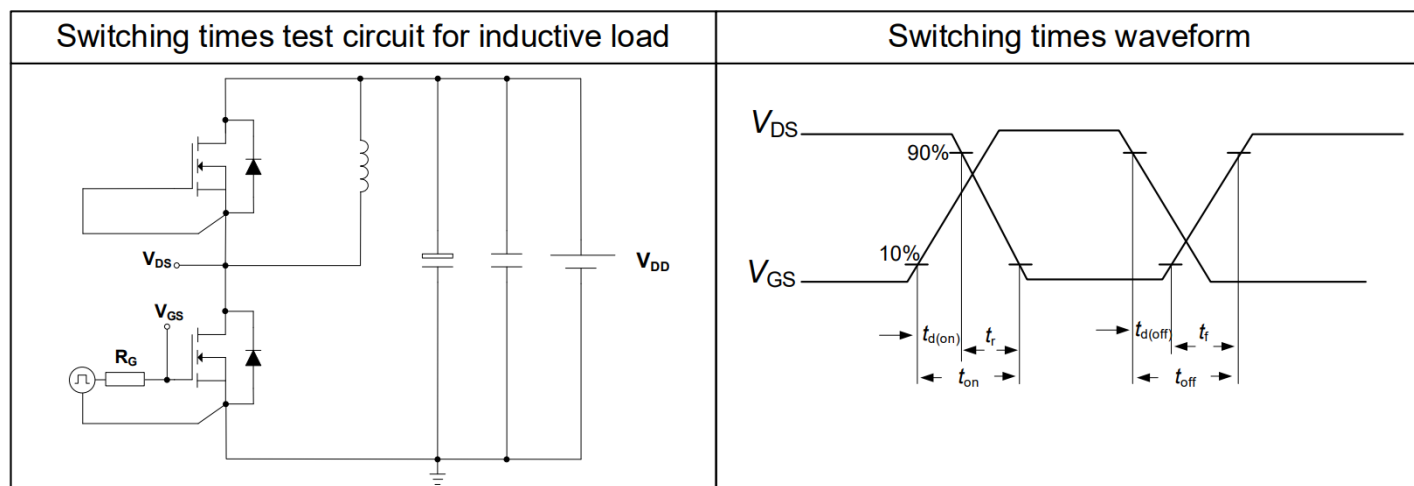 Switching times test circuit for inductive load
Switching times waveform
VDS
VGS
RG
VDD
VDS
90%
10%
VGS
td(on)
tr
ton
td(off)
tf
toff